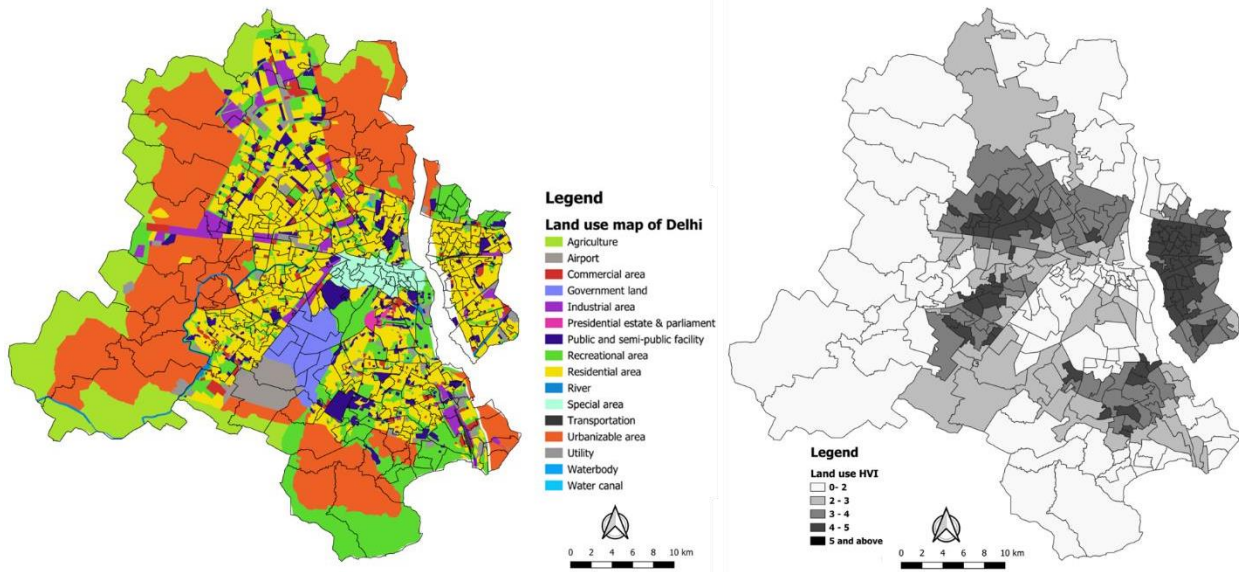 Legend
Land use map of Delhi
Agriculture
Airport
Commercial area
Government land
Industrial area
Presidential estate & parliament
Public and semi-public facility
Recreational area
Residential area
River
Special area
Transportation
Urbanizable area
Utility
Waterbody
Water canal
0 2 4 6 8 10 km
Legend
Land use HVI
0- 2
2 - 3
3 - 4
4 - 5
5 and above
0 2 4 6 8 10 km